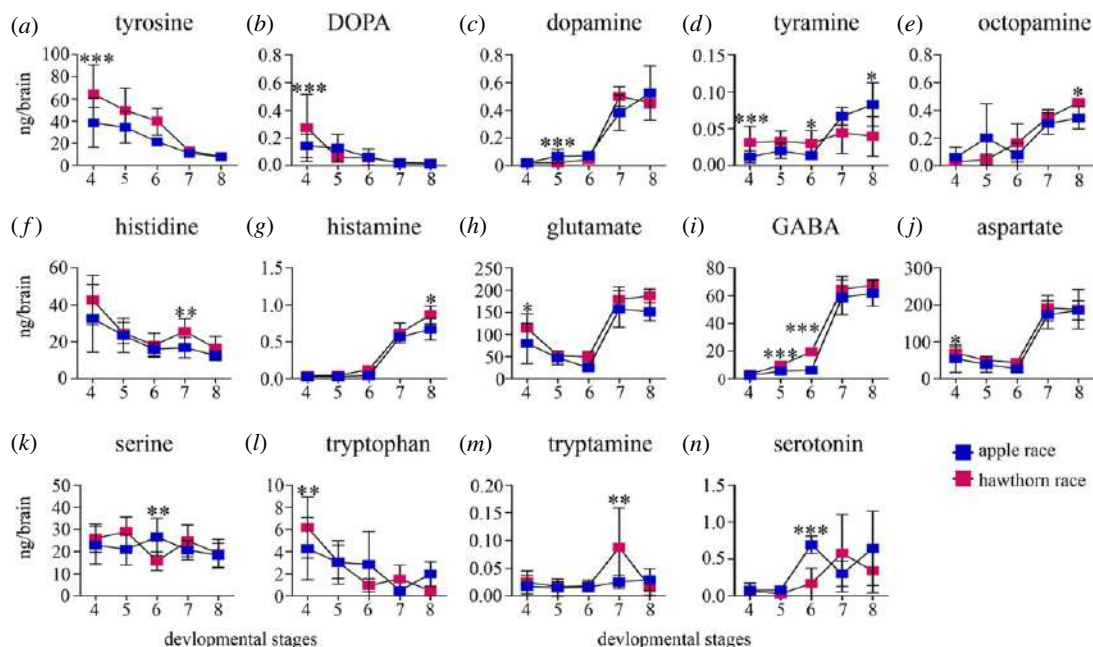 (a) tyrosine (b) DOPA (c) dopamine (d) tyramine (e) octopamine
ng/brain
100 80 60 40 20 0
***
4 5 6 7 8
0.8 0.6 0.4 0.2 0
***
4 5 6 7 8
0.8 0.6 0.4 0.2 0
***
4 5 6 7 8
0.15 0.10 0.05 0.00
*** * *
4 5 6 7 8
0.8 0.6 0.4 0.2 0
*
4 5 6 7 8
(f) histidine (g) histamine (h) glutamate (i) GABA (j) aspartate
ng/brain
60 40 20 0
**
4 5 6 7 8
1.5 1.0 0.5 0.0
*
4 5 6 7 8
250 200 150 100 50 0
*
4 5 6 7 8
80 60 40 20 0
*** ***
4 5 6 7 8
300 200 100 0
*
4 5 6 7 8
(k) serine (l) tryptophan (m) tryptamine (n) serotonin
ng/brain
50 40 30 20 10 0
**
4 5 6 7 8
10 8 6 4 2 0
**
4 5 6 7 8
0.20 0.15 0.10 0.05 0.00
**
4 5 6 7 8
1.5 1.0 0.5 0.0
***
4 5 6 7 8
apple race
hawthorn race
devlopmental stages devlopmental stages